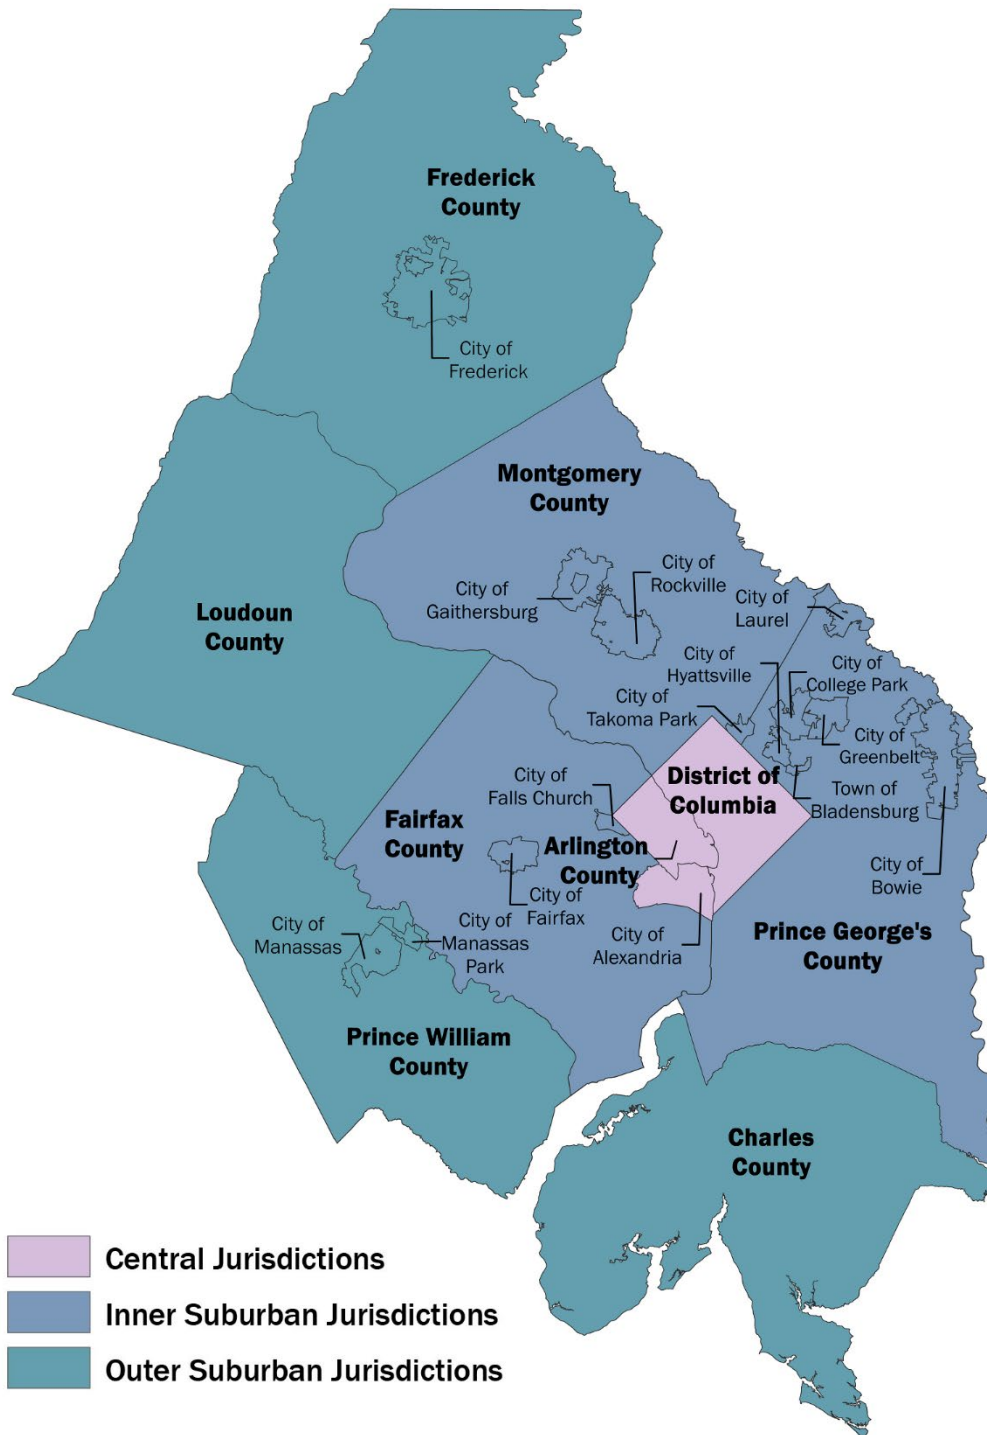 Frederick
County
City of
Frederick
Montgomery
County
City of
Rockville
City of
Gaithersburg
City of
Laurel
Loudoun
County
City of
Hyattsville
City of
College Park
City of
Takoma Park
City of
Greenbelt
District of
Columbia
City of
Falls Church
Town of
Bladensburg
Fairfax
County
Arlington
County
City of
Bowie
City of
Fairfax
City of
Manassas
City of
Manassas
Park
City of
Alexandria
Prince George's
County
Prince William
County
Charles
County
Central Jurisdictions
Inner Suburban Jurisdictions
Outer Suburban Jurisdictions